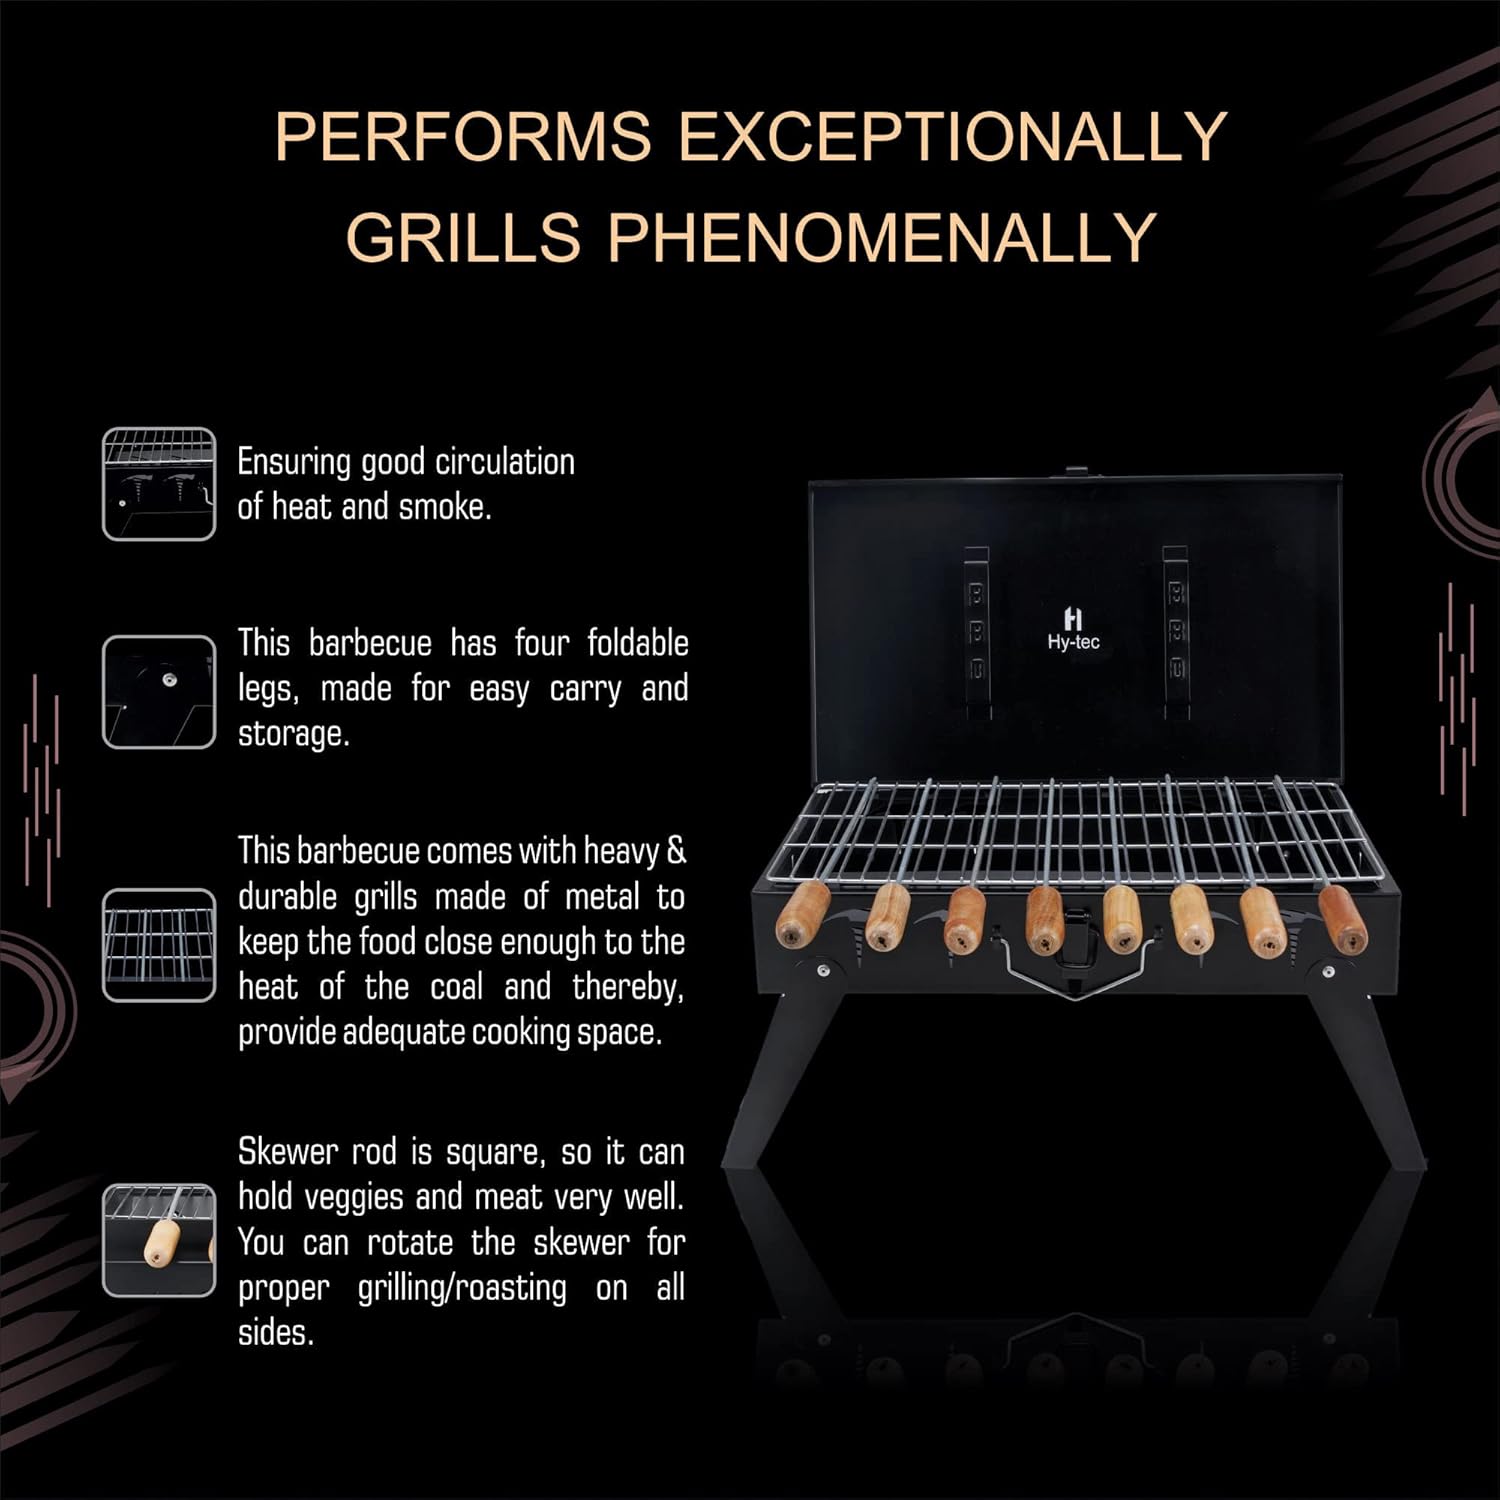 PERFORMS EXCEPTIONALLY
GRILLS PHENOMENALLY
Ensuring good circulation
of heat and smoke.
This barbecue has four foldable
legs, made for easy carry and
storage.
This barbecue comes with heavy &
durable grills made of metal to
keep the food close enough to the
heat of the coal and thereby,
provide adequate cooking space.
Skewer rod is square, so it can
hold veggies and meat very well.
You can rotate the skewer for
proper grilling/roasting on all
sides.
B B
B B
Hy-tec